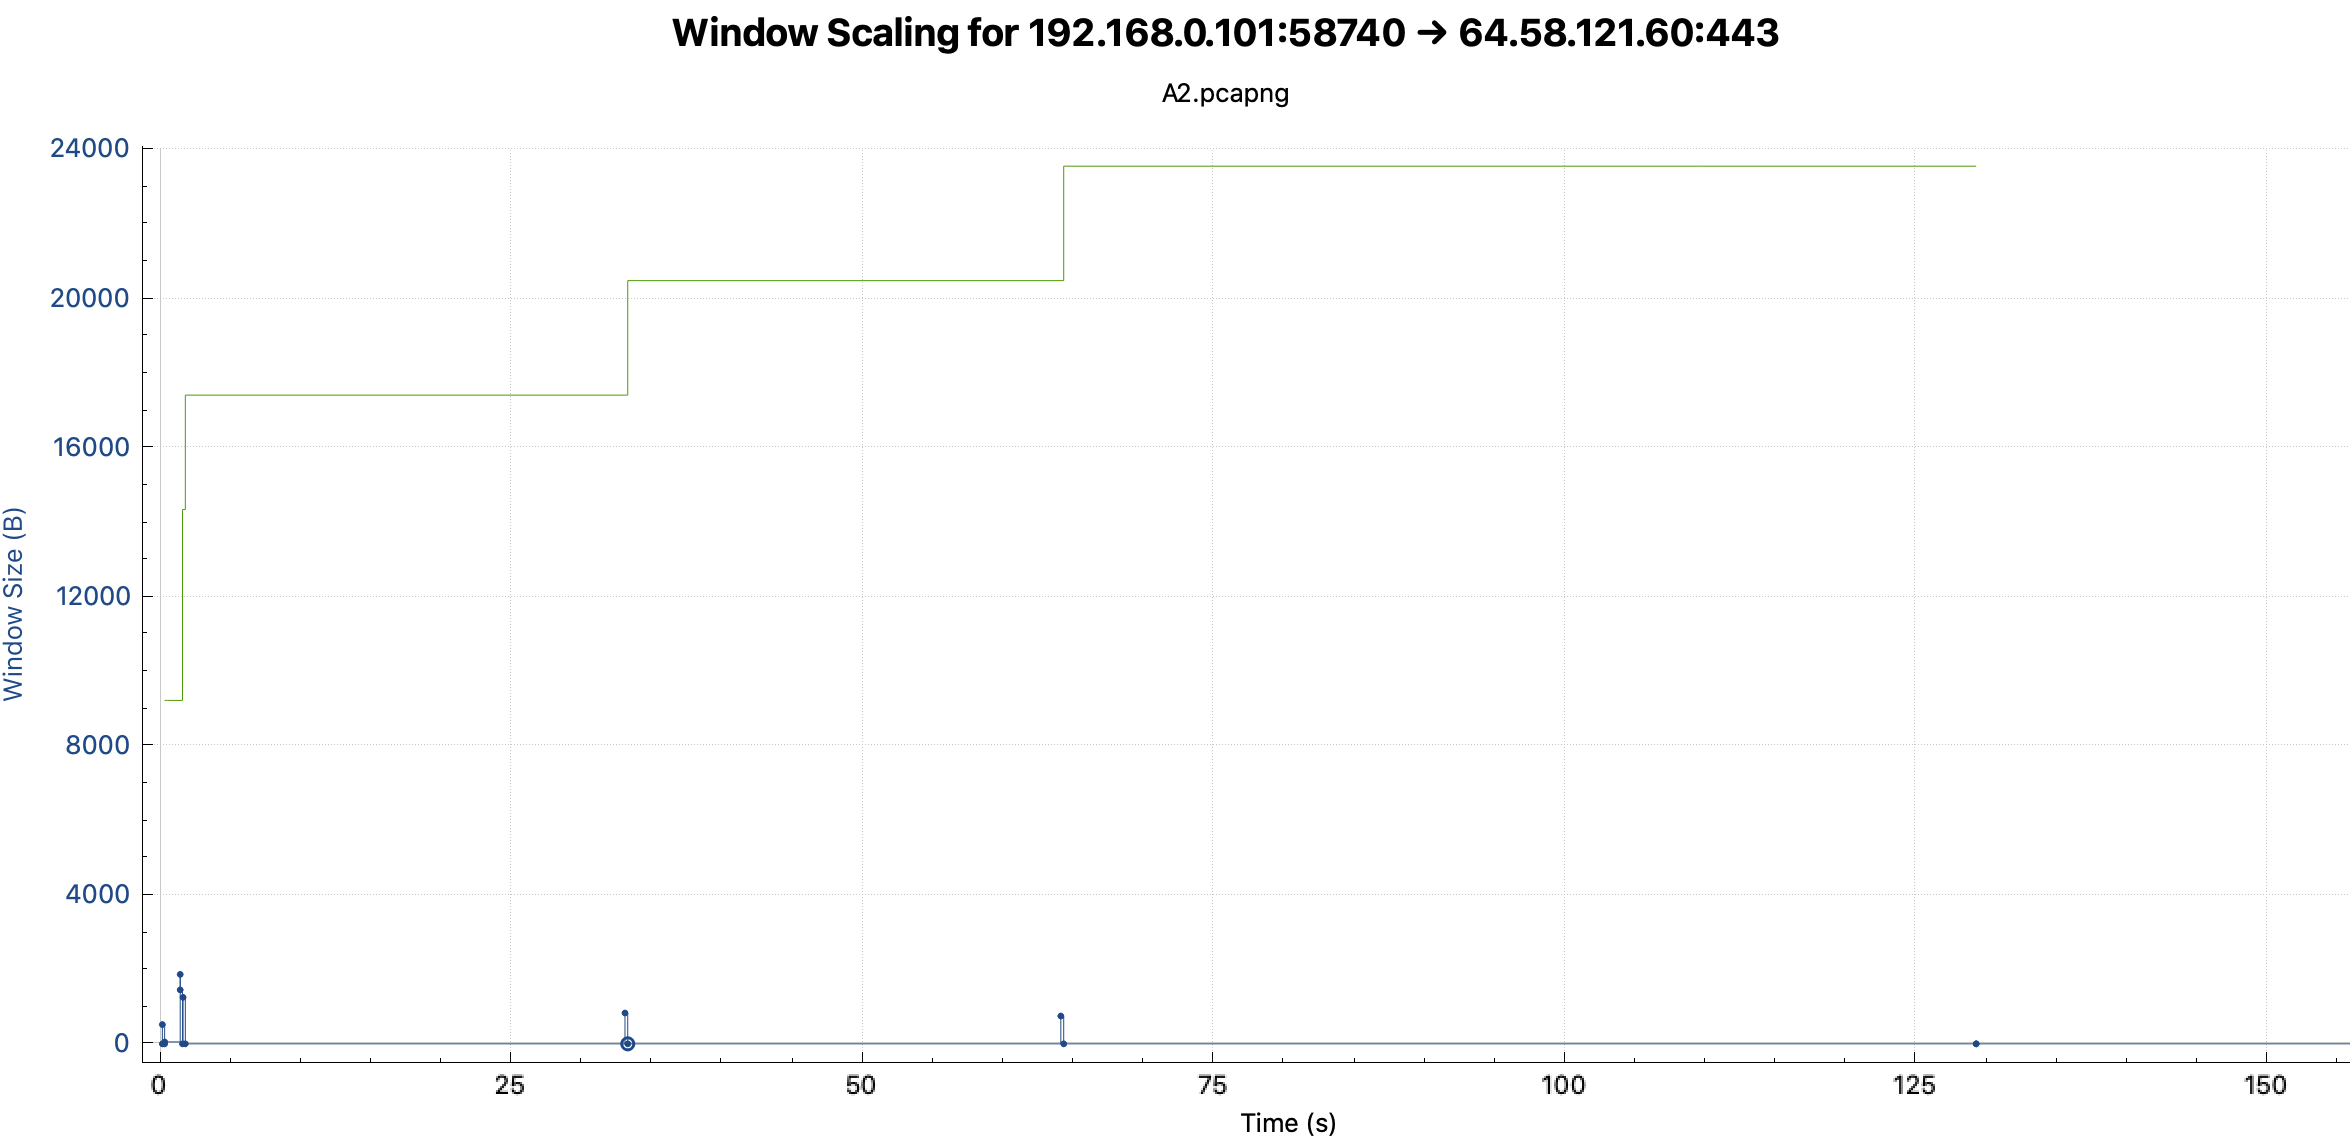 Window Scaling for 192.168.0.101:58740 → 64.58.121.60:443
A2.pcapng
24000
20000
16000
12000
8000
4000
0
Window Size (B)
0 25 50 75 100 125 150
Time (s)